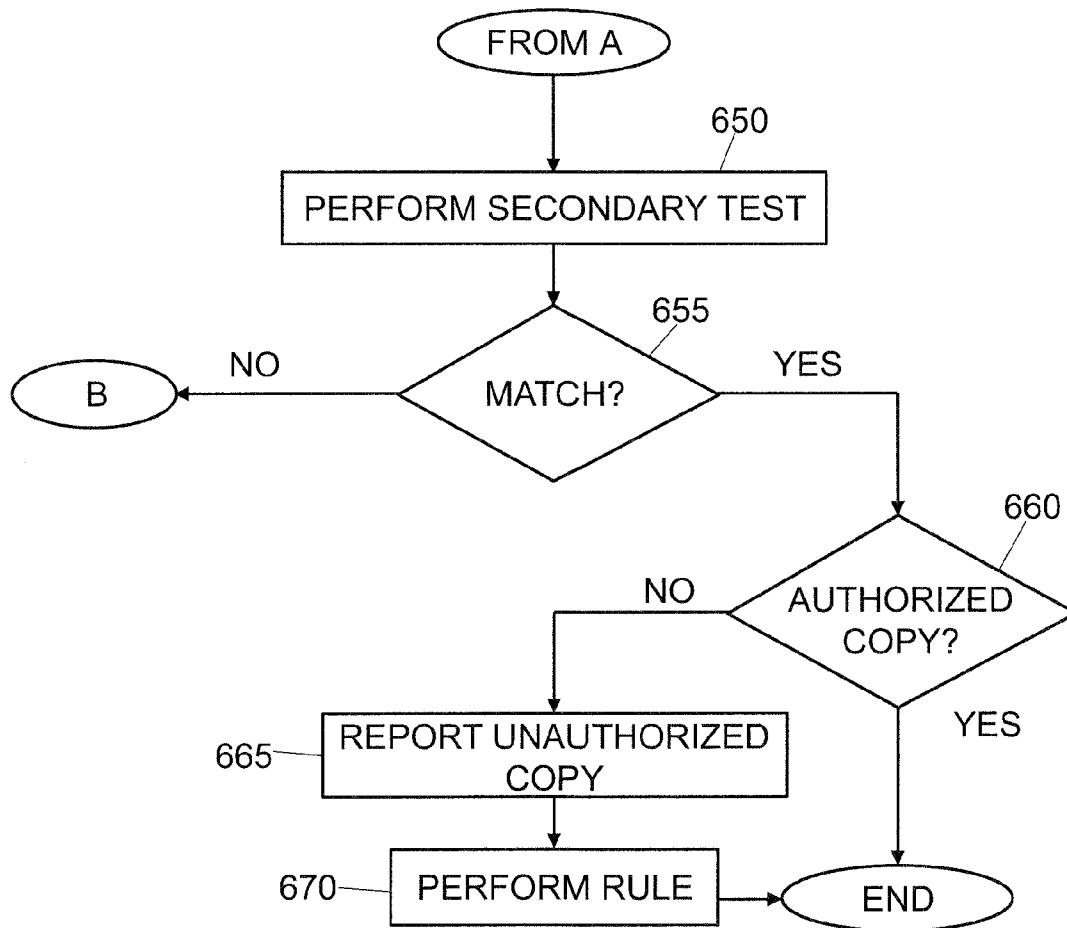 FROM A
650
PERFORM SECONDARY TEST
655
NO
YES
B
MATCH?
660
NO
AUTHORIZED
COPY?
YES
REPORT UNAUTHORIZED
COPY
665
670
PERFORM RULE
END